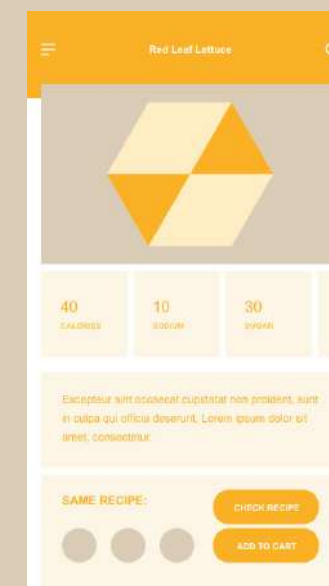 Red Leaf Lettuce
40
CALORIES
10
SODIUM
30
SUGAR
Excepteur sint occaecat cupidatat non proident, sunt
in culpa qui officia deserunt, Lorem ipsum dolor sit
amet, consectetur.
SAME RECIPE:
CHECK RECIPE
ADD TO CART